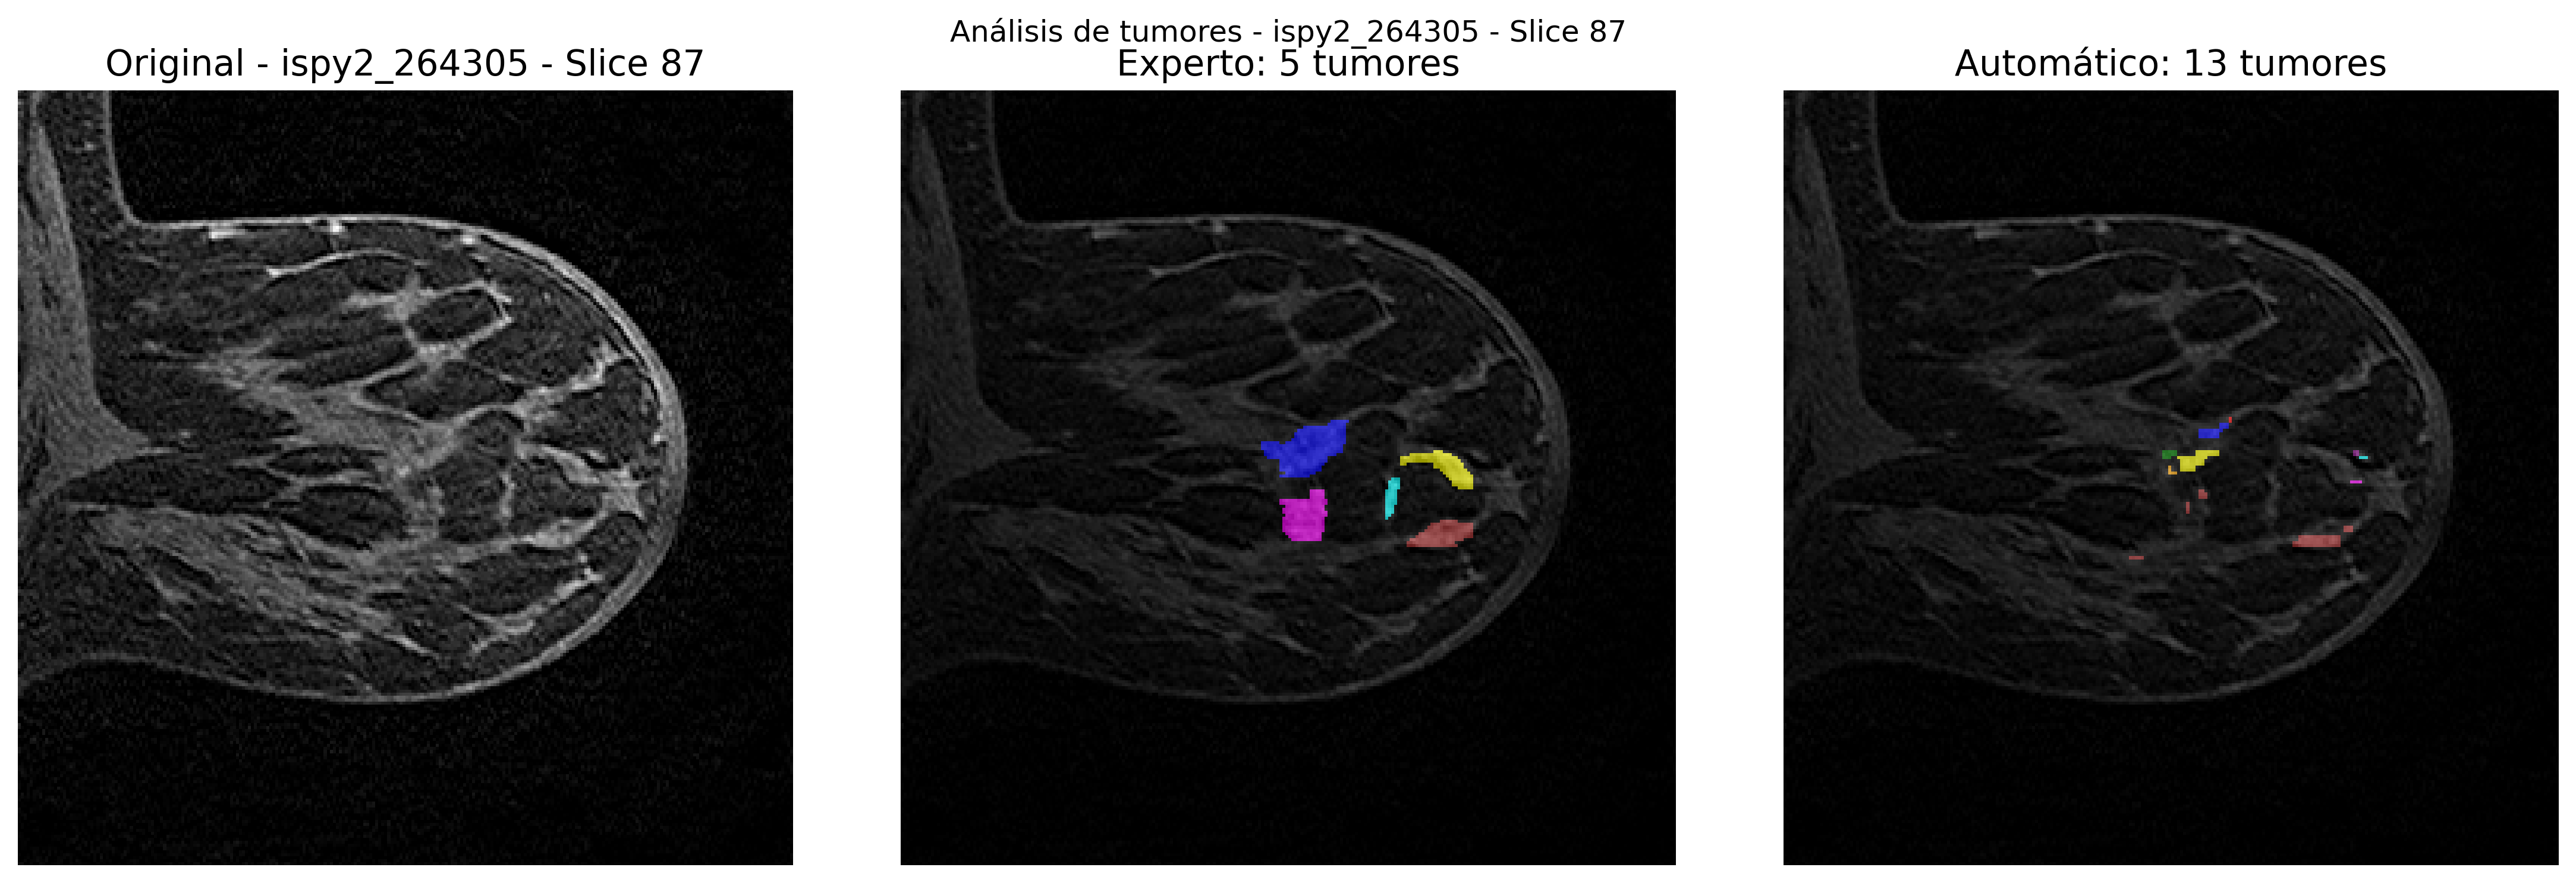 Análisis de tumores - ispy2_264305 - Slice 87
Original - ispy2_264305 - Slice 87
Experto: 5 tumores
Automático: 13 tumores